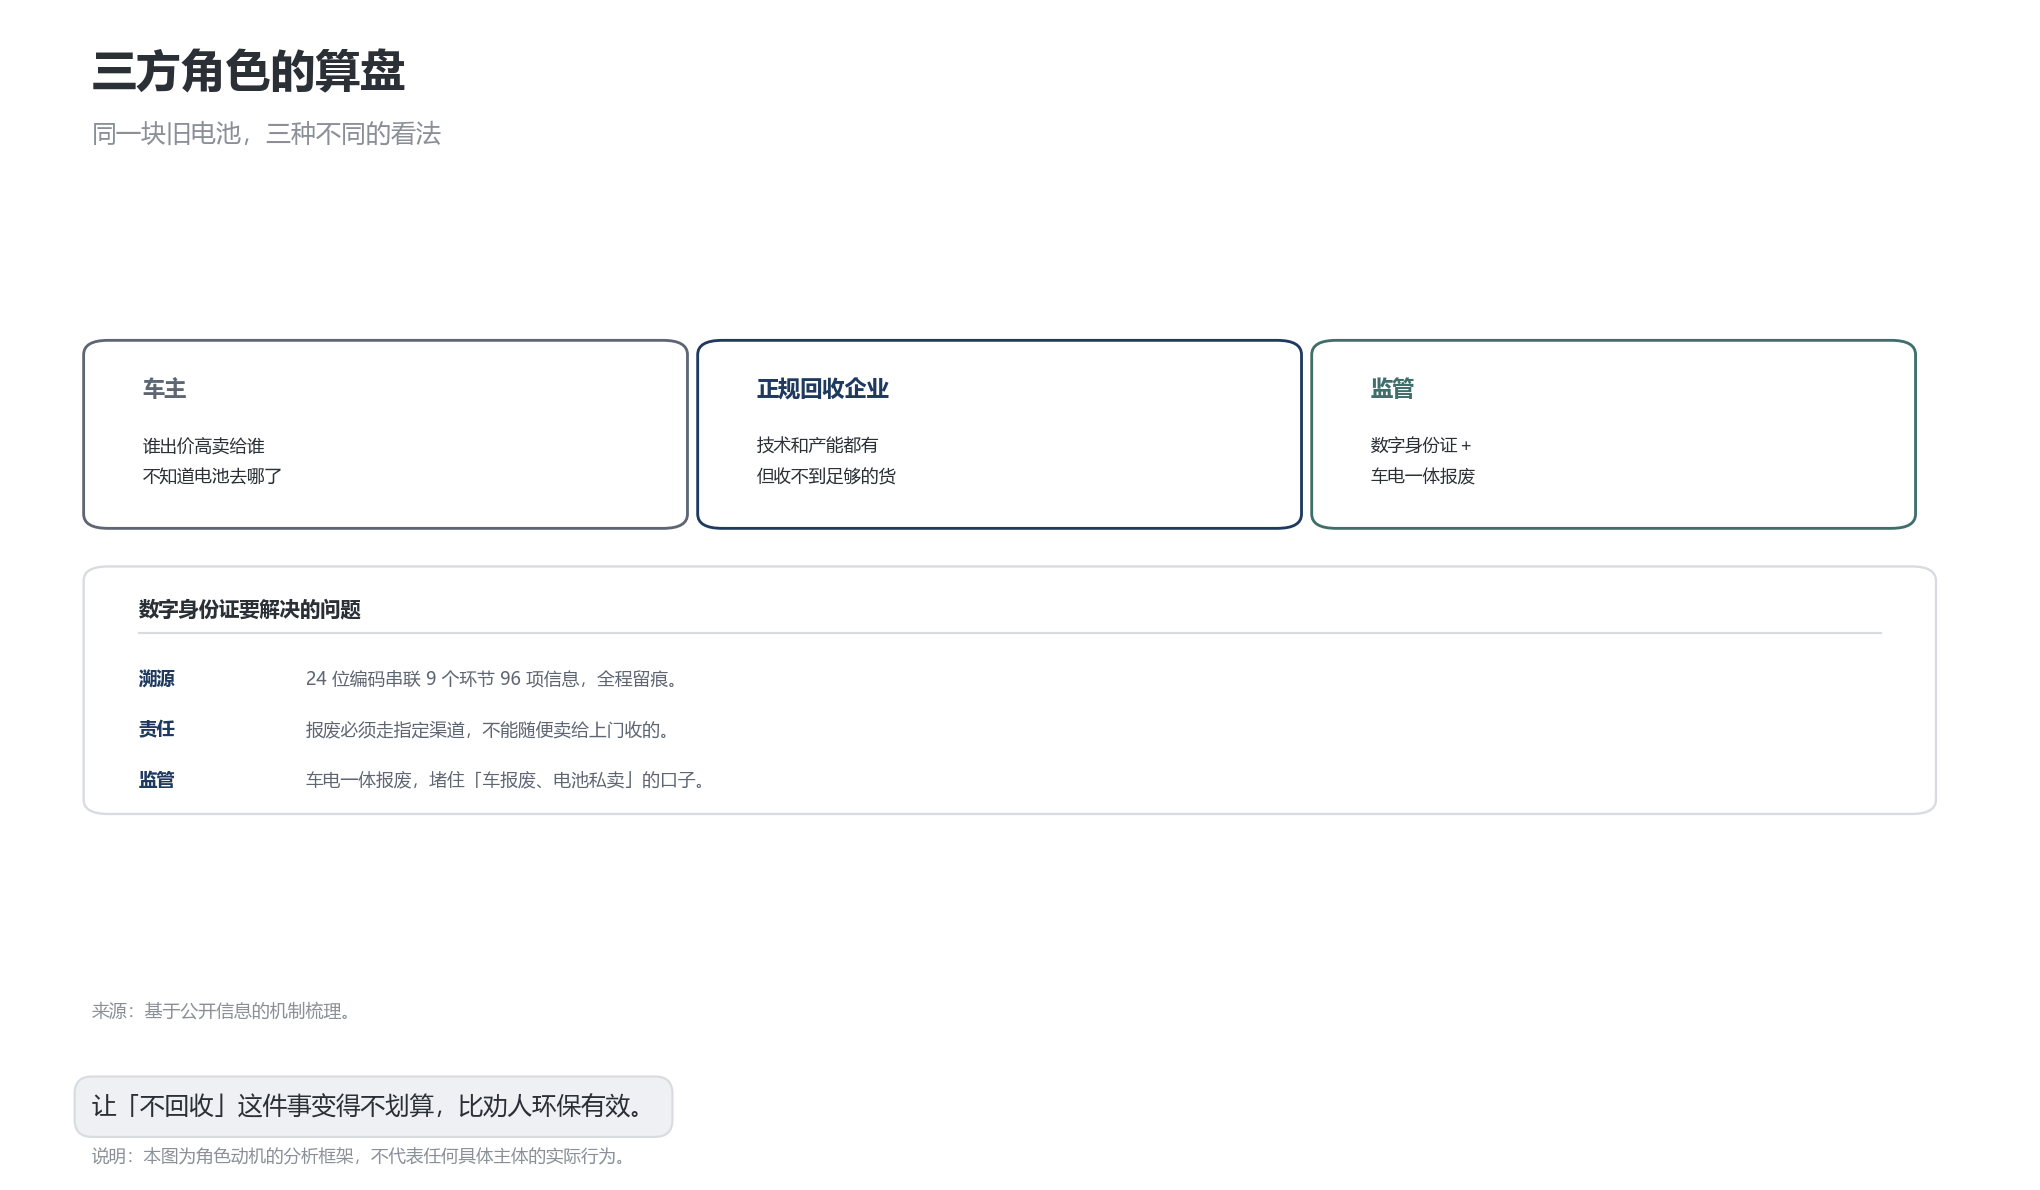 三方角色的算盘
同一块旧电池，三种不同的看法
车主
谁出价高卖给谁
不知道电池去哪了
正规回收企业
技术和产能都有
但收不到足够的货
监管
数字身份证 +
车电一体报废
数字身份证要解决的问题
溯源
24 位编码串联 9 个环节 96 项信息，全程留痕。
责任
报废必须走指定渠道，不能随便卖给上门收的。
监管
车电一体报废，堵住「车报废、电池私卖」的口子。
来源：基于公开信息的机制梳理。
让「不回收」这件事变得不划算，比劝人环保有效。
说明：本图为角色动机的分析框架，不代表任何具体主体的实际行为。